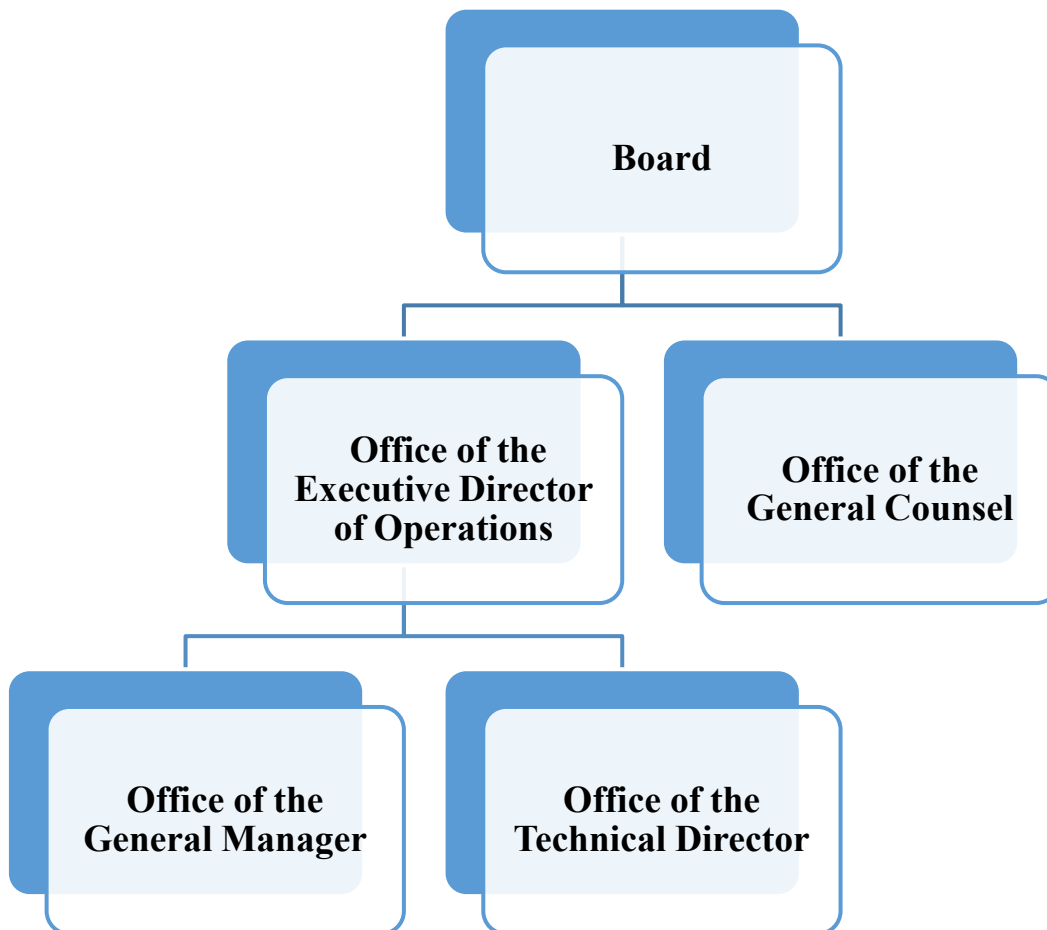 Board
Office of the
Executive Director
of Operations
Office of the
General Counsel
Office of the
General Manager
Office of the
Technical Director